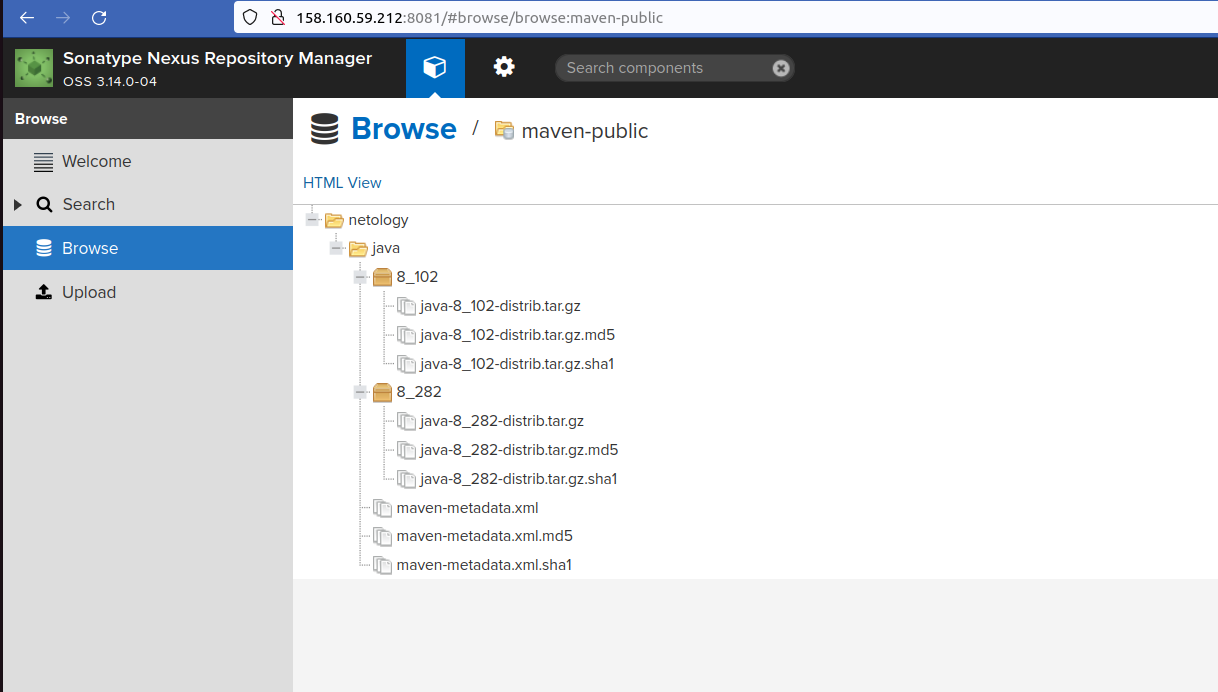 158.160.59.212:8081/#browse/browse:maven-public
Sonatype Nexus Repository Manager
OSS 3.14.0-04
Search components
Browse
Welcome
Search
Browse
Upload
Browse / maven-public
HTML View
netology
java
8_102
java-8_102-distrib.tar.gz
java-8_102-distrib.tar.gz.md5
java-8_102-distrib.tar.gz.sha1
8_282
java-8_282-distrib.tar.gz
java-8_282-distrib.tar.gz.md5
java-8_282-distrib.tar.gz.sha1
maven-metadata.xml
maven-metadata.xml.md5
maven-metadata.xml.sha1